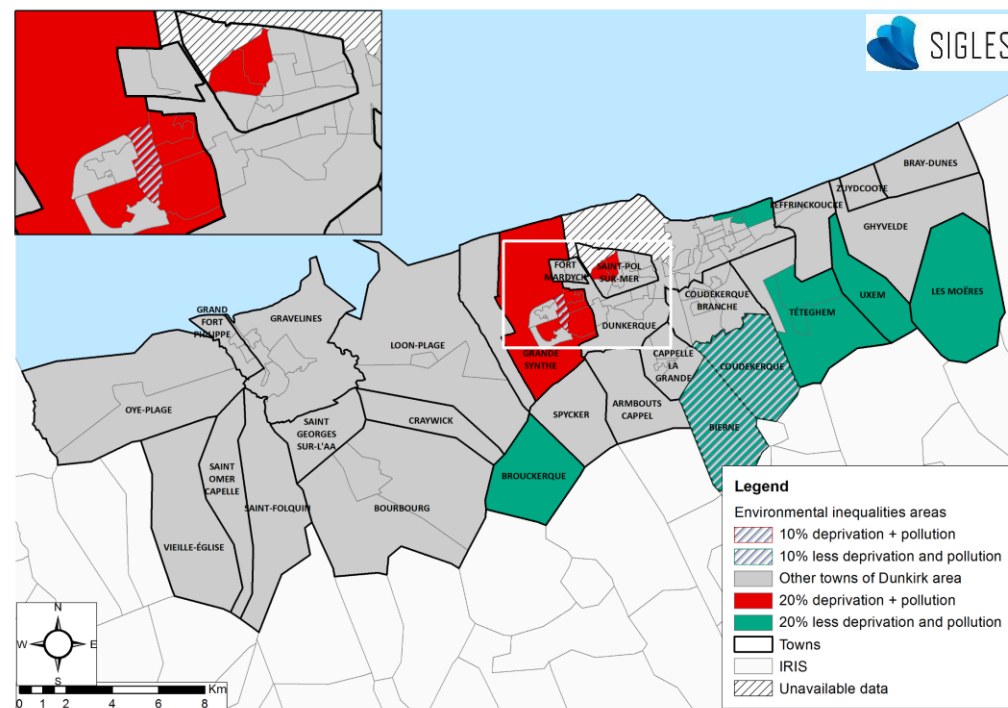 SIGLES
BRAY-DUNES
ZUYDCOOTE
LEFFRINCKOUCKE
GHYVELDE
FORT
MARDYCK
SAINT-POL
SUR-MER
COUDEKERQUE
BRANCHE
TÉTEGHEM
UXEM
LES MOËRES
GRAND
FORT
PHILIPPE
GRAVELINES
LOON-PLAGE
DUNKERQUE
GRANDE
SYNTHE
CAPPELLE
LA
GRANDE
COUDEKERQUE
OYE-PLAGE
SPYCKER
ARMBOUTS
CAPPEL
BIERNE
SAINT
GEORGES
SUR-L'AA
CRAYWICK
SAINT
OMER
CAPELLE
SAINT-FOLQUIN
BOURBOURG
BROUCKERQUE
VIEILLE-ÉGLISE
Legend
Environmental inequalities areas
10% deprivation + pollution
10% less deprivation and pollution
Other towns of Dunkirk area
20% deprivation + pollution
20% less deprivation and pollution
Towns
IRIS
Unavailable data
N
W E
S
Km
0 1 2 4 6 8